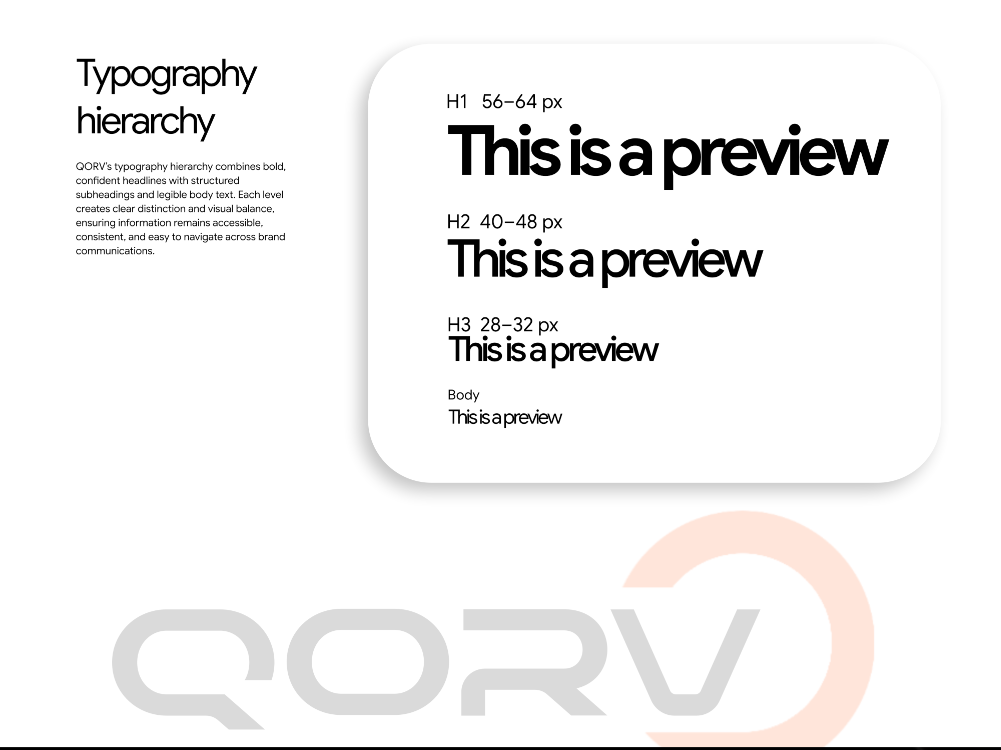 Typography
hierarchy
QORV's typography hierarchy combines bold,
confident headlines with structured
subheadings and legible body text. Each level
creates clear distinction and visual balance,
ensuring information remains accessible,
consistent, and easy to navigate across brand
communications.
H1 56–64 px
This is a preview
H2 40–48 px
This is a preview
H3 28–32 px
This is a preview
Body
This is a preview
QORV